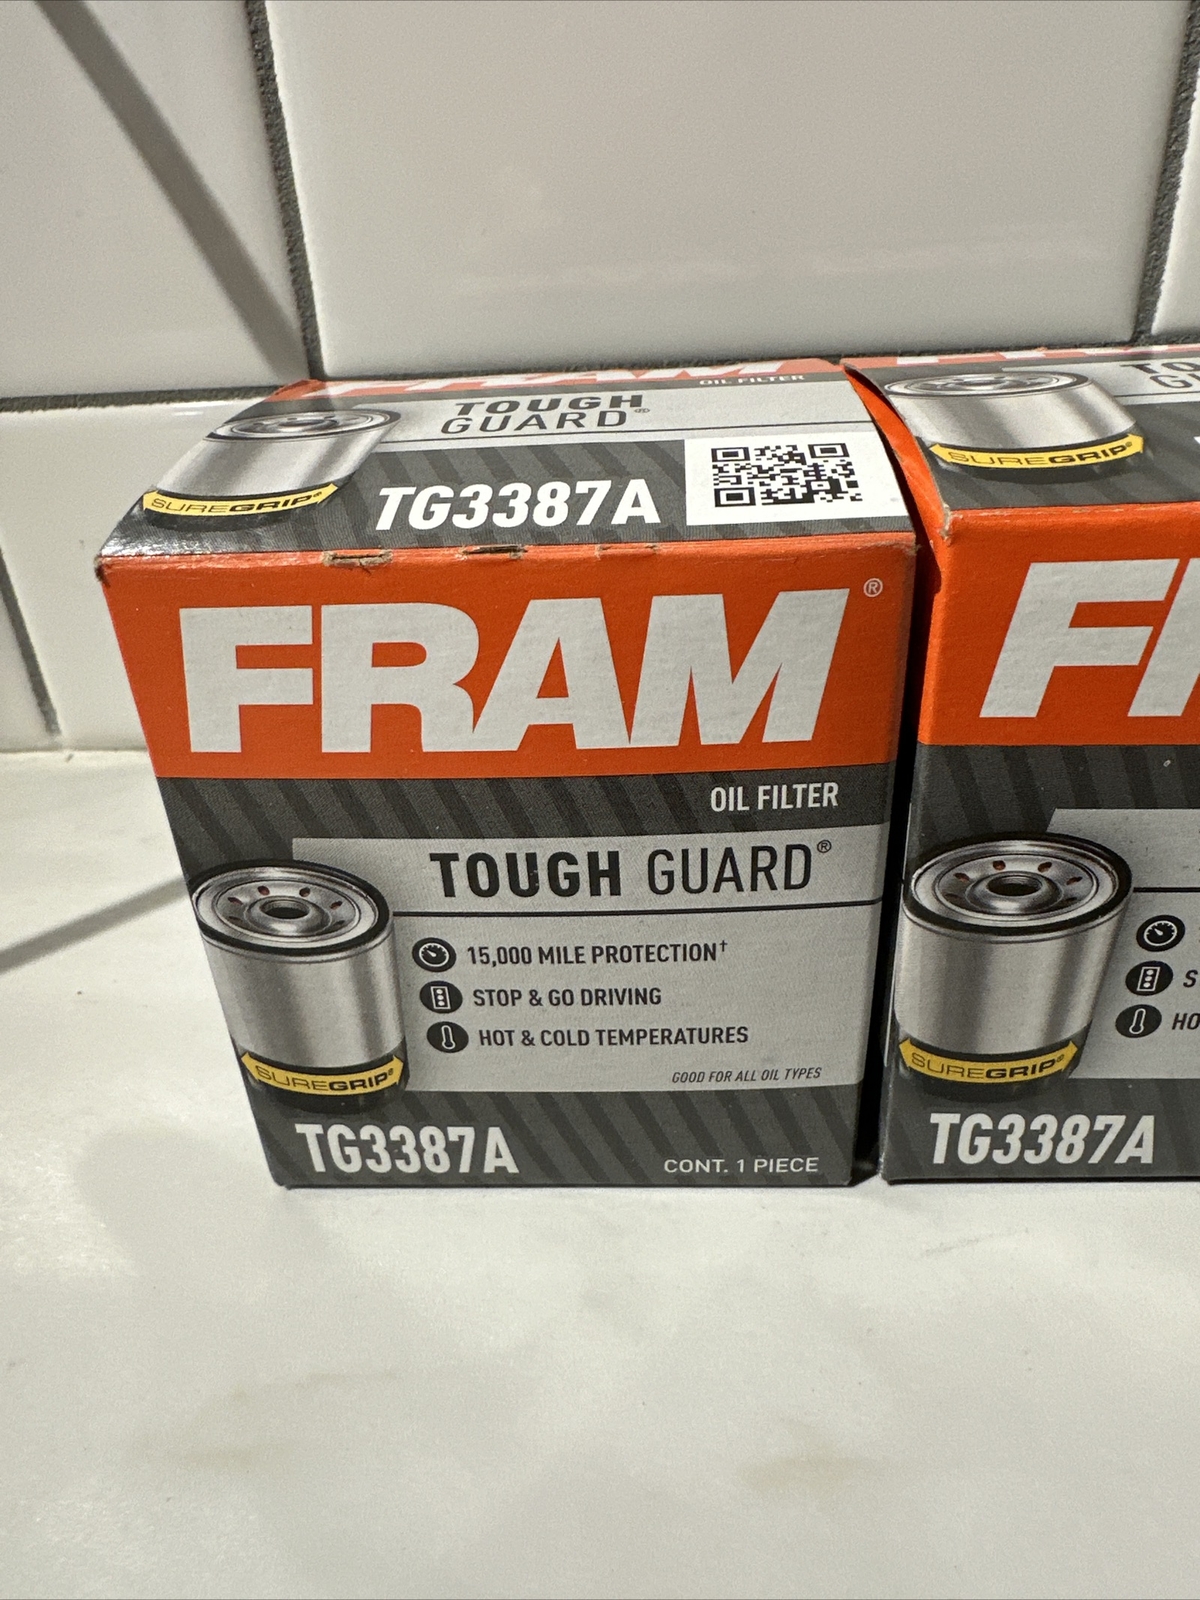 FRAM
OIL FILTER
TOUGH
GUARD®
SUREGRIP®
TG3387A
FRAM®
OIL FILTER
TOUGH GUARD®
15,000 MILE PROTECTION†
STOP & GO DRIVING
HOT & COLD TEMPERATURES
GOOD FOR ALL OIL TYPES
SUREGRIP®
TG3387A
CONT. 1 PIECE
SUREGRIP®
SUREGRIP®
TG3387A